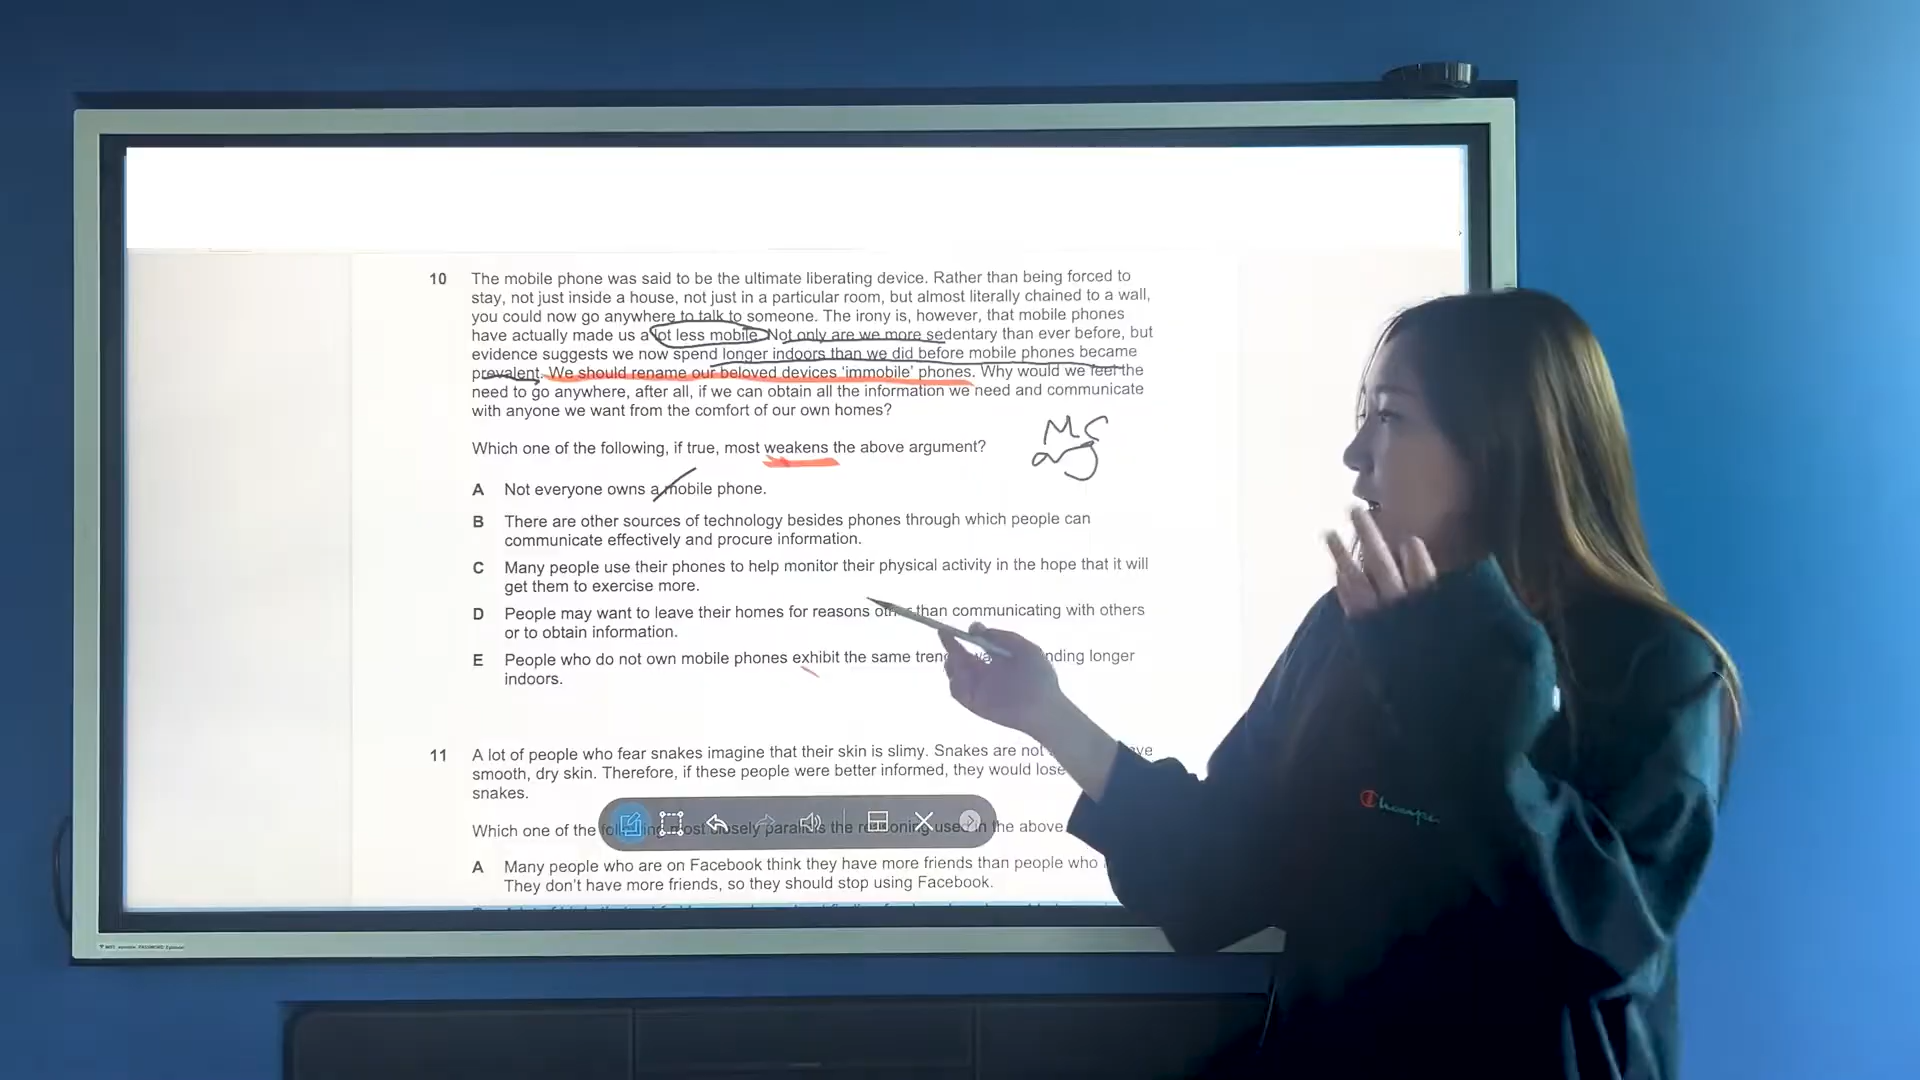 10 The mobile phone was said to be the ultimate liberating device. Rather than being forced to
stay, not just inside a house, not just in a particular room, but almost literally chained to a wall,
you could now go anywhere to talk to someone. The irony is, however, that mobile phones
have actually made us a lot less mobile. Not only are we more sedentary than ever before, but
evidence suggests we now spend longer indoors than we did before mobile phones became
prevalent. We should rename our beloved devices 'immobile' phones. Why would we feel the
need to go anywhere, after all, if we can obtain all the information we need and communicate
with anyone we want from the comfort of our own homes?
Which one of the following, if true, most weakens the above argument?
A Not everyone owns a mobile phone.
B There are other sources of technology besides phones through which people can
communicate effectively and procure information.
C Many people use their phones to help monitor their physical activity in the hope that it will
get them to exercise more.
D People may want to leave their homes for reasons other than communicating with others
or to obtain information.
E People who do not own mobile phones exhibit the same longer
indoors.
11 A lot of people who fear snakes imagine that their skin is slimy. Snakes are not
smooth, dry skin. Therefore, if these people were better informed, they would lose
snakes.
Which one of the following most closely parallels the reasoning used in the above
A Many people who are on Facebook think they have more friends than people who
They don't have more friends, so they should stop using Facebook.
Champion